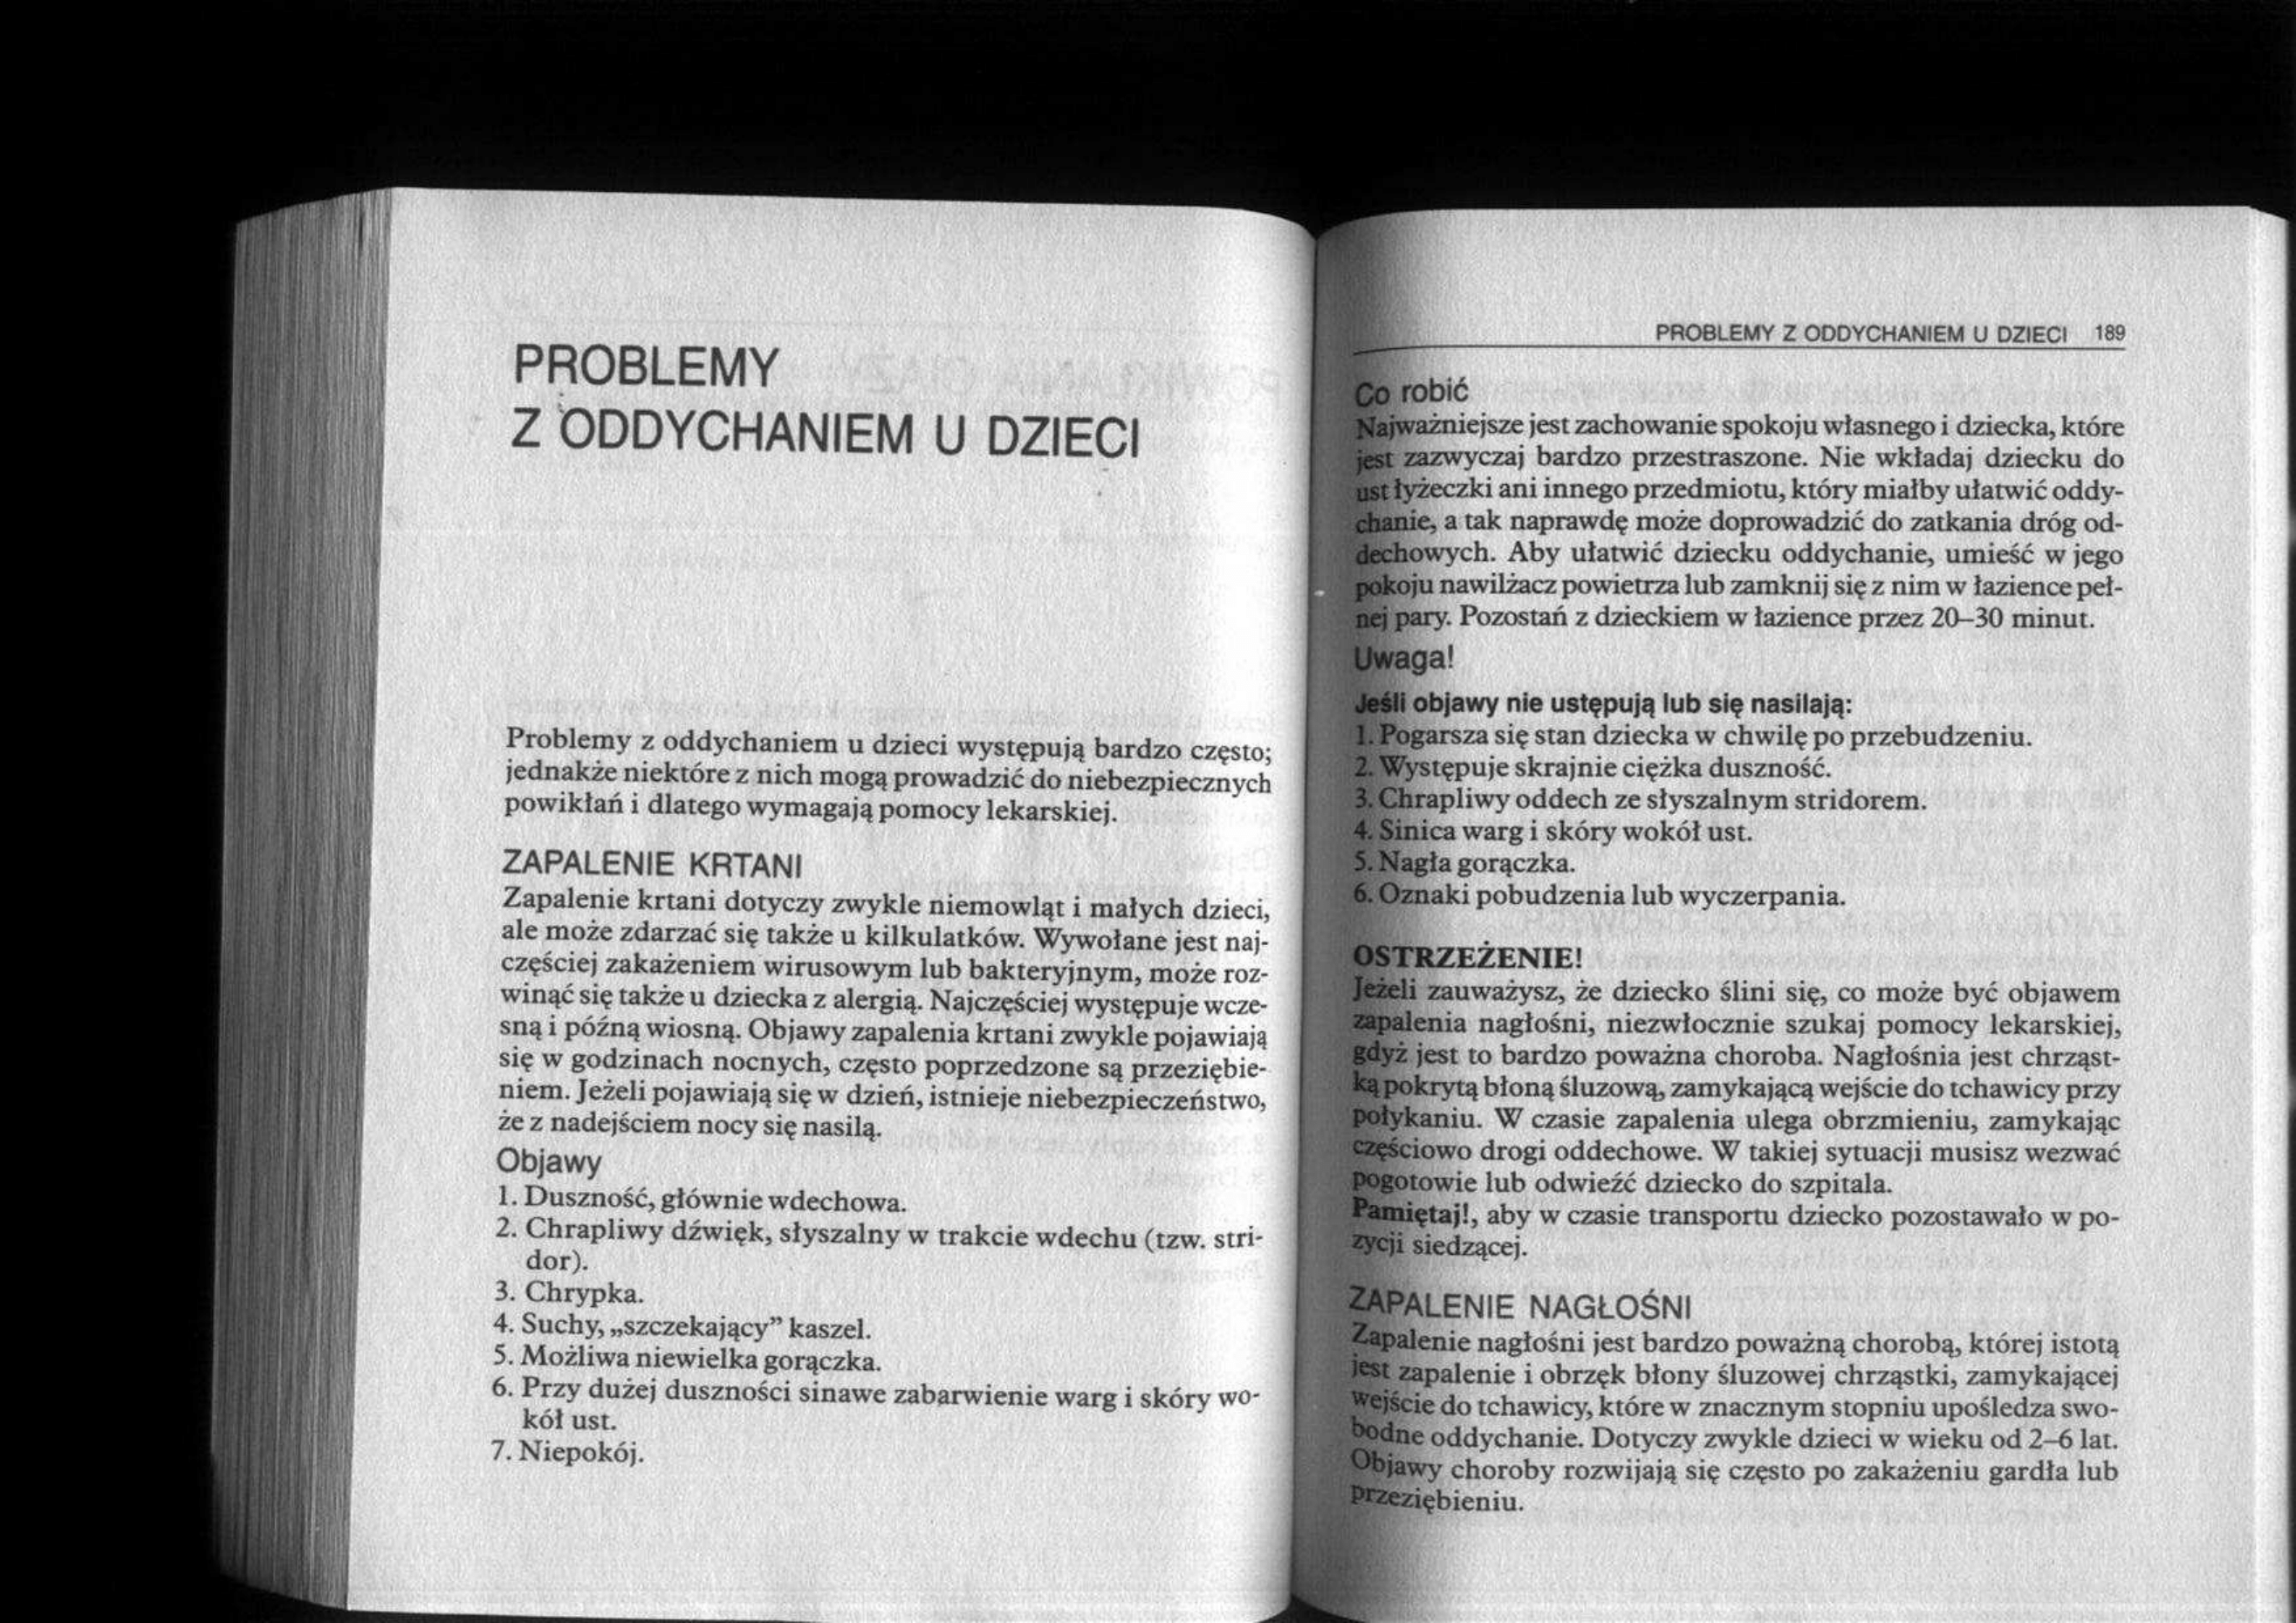 PROBLEMY
Z ODDYCHANIEM U DZIECI
Problemy z oddychaniem u dzieci występują bardzo często;
jednakże niektóre z nich mogą prowadzić do niebezpiecznych
powikłań i dlatego wymagają pomocy lekarskiej.
ZAPALENIE KRTANI
Zapalenie krtani dotyczy zwykle niemowląt i małych dzieci,
ale może zdarzać się także u kilkulatków. Wywołane jest naj-
częściej zakażeniem wirusowym lub bakteryjnym, może roz-
winąć się także u dziecka z alergią. Najczęściej występuje wcze-
sną i późną wiosną. Objawy zapalenia krtani zwykle pojawiają
się w godzinach nocnych, często poprzedzone są przeziębie-
niem. Jeżeli pojawiają się w dzień, istnieje niebezpieczeństwo,
że z nadejściem nocy się nasilą.
Objawy
1. Duszność, głównie wdechowa.
2. Chrapliwy dźwięk, słyszalny w trakcie wdechu (tzw. stri-
dor).
3. Chrypka.
4. Suchy, „szczekający” kaszel.
5. Możliwa niewielka gorączka.
6. Przy dużej duszności sinawe zabarwienie warg i skóry wo-
kół ust.
7. Niepokój.
PROBLEMY Z ODDYCHANIEM U DZIECI 189
Co robić
Najważniejsze jest zachowanie spokoju własnego i dziecka, które
jest zazwyczaj bardzo przestraszone. Nie wkładaj dziecku do
ust łyżeczki ani innego przedmiotu, który miałby ułatwić oddy-
chanie, a tak naprawdę może doprowadzić do zatkania dróg od-
dechowych. Aby ułatwić dziecku oddychanie, umieść w jego
pokoju nawilżacz powietrza lub zamknij się z nim w łazience peł-
nej pary. Pozostań z dzieckiem w łazience przez 20–30 minut.
Uwaga!
Jeśli objawy nie ustępują lub się nasilają:
1. Pogarsza się stan dziecka w chwilę po przebudzeniu.
2. Występuje skrajnie ciężka duszność.
3. Chrapliwy oddech ze słyszalnym stridorem.
4. Sinica warg i skóry wokół ust.
5. Nagła gorączka.
6. Oznaki pobudzenia lub wyczerpania.
OSTRZEŻENIE!
Jeżeli zauważysz, że dziecko ślini się, co może być objawem
zapalenia nagłośni, niezwłocznie szukaj pomocy lekarskiej,
gdyż jest to bardzo poważna choroba. Nagłośnia jest chrząst-
ką pokrytą błoną śluzową, zamykającą wejście do tchawicy przy
połykaniu. W czasie zapalenia ulega obrzmieniu, zamykając
częściowo drogi oddechowe. W takiej sytuacji musisz wezwać
pogotowie lub odwieźć dziecko do szpitala.
Pamiętaj!, aby w czasie transportu dziecko pozostawało w po-
zycji siedzącej.
ZAPALENIE NAGŁOŚNI
Zapalenie nagłośni jest bardzo poważną chorobą, której istotą
jest zapalenie i obrzęk błony śluzowej chrząstki, zamykającej
wejście do tchawicy, które w znacznym stopniu upośledza swo-
bodne oddychanie. Dotyczy zwykle dzieci w wieku od 2–6 lat.
Objawy choroby rozwijają się często po zakażeniu gardła lub
przeziębieniu.